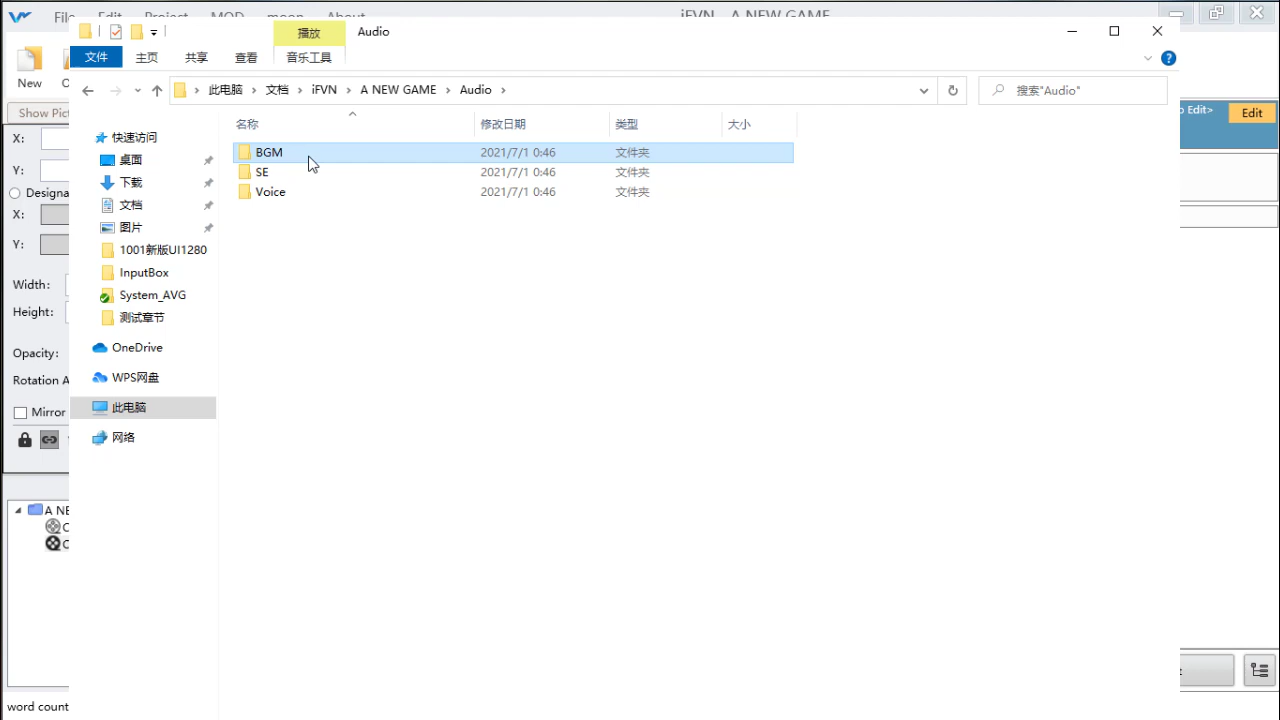 File Edit Project MOD moon About iFVN A NEW GAME
播放 Audio
文件 主页 共享 查看 音乐工具
New
此电脑 文档 iFVN A NEW GAME Audio 搜索"Audio"
Show Pict Edit> Edit
名称 修改日期 类型 大小
X: 快速访问
BGM 2021/7/1 0:46 文件夹
桌面
Y: SE 2021/7/1 0:46 文件夹
下载
Designa Voice 2021/7/1 0:46 文件夹
文档
X:
图片
Y: 1001新版UI1280
InputBox
Width: System_AVG
Height: 测试章节
Opacity: OneDrive
Rotation A WPS网盘
Mirror 此电脑
网络
A NE
word count